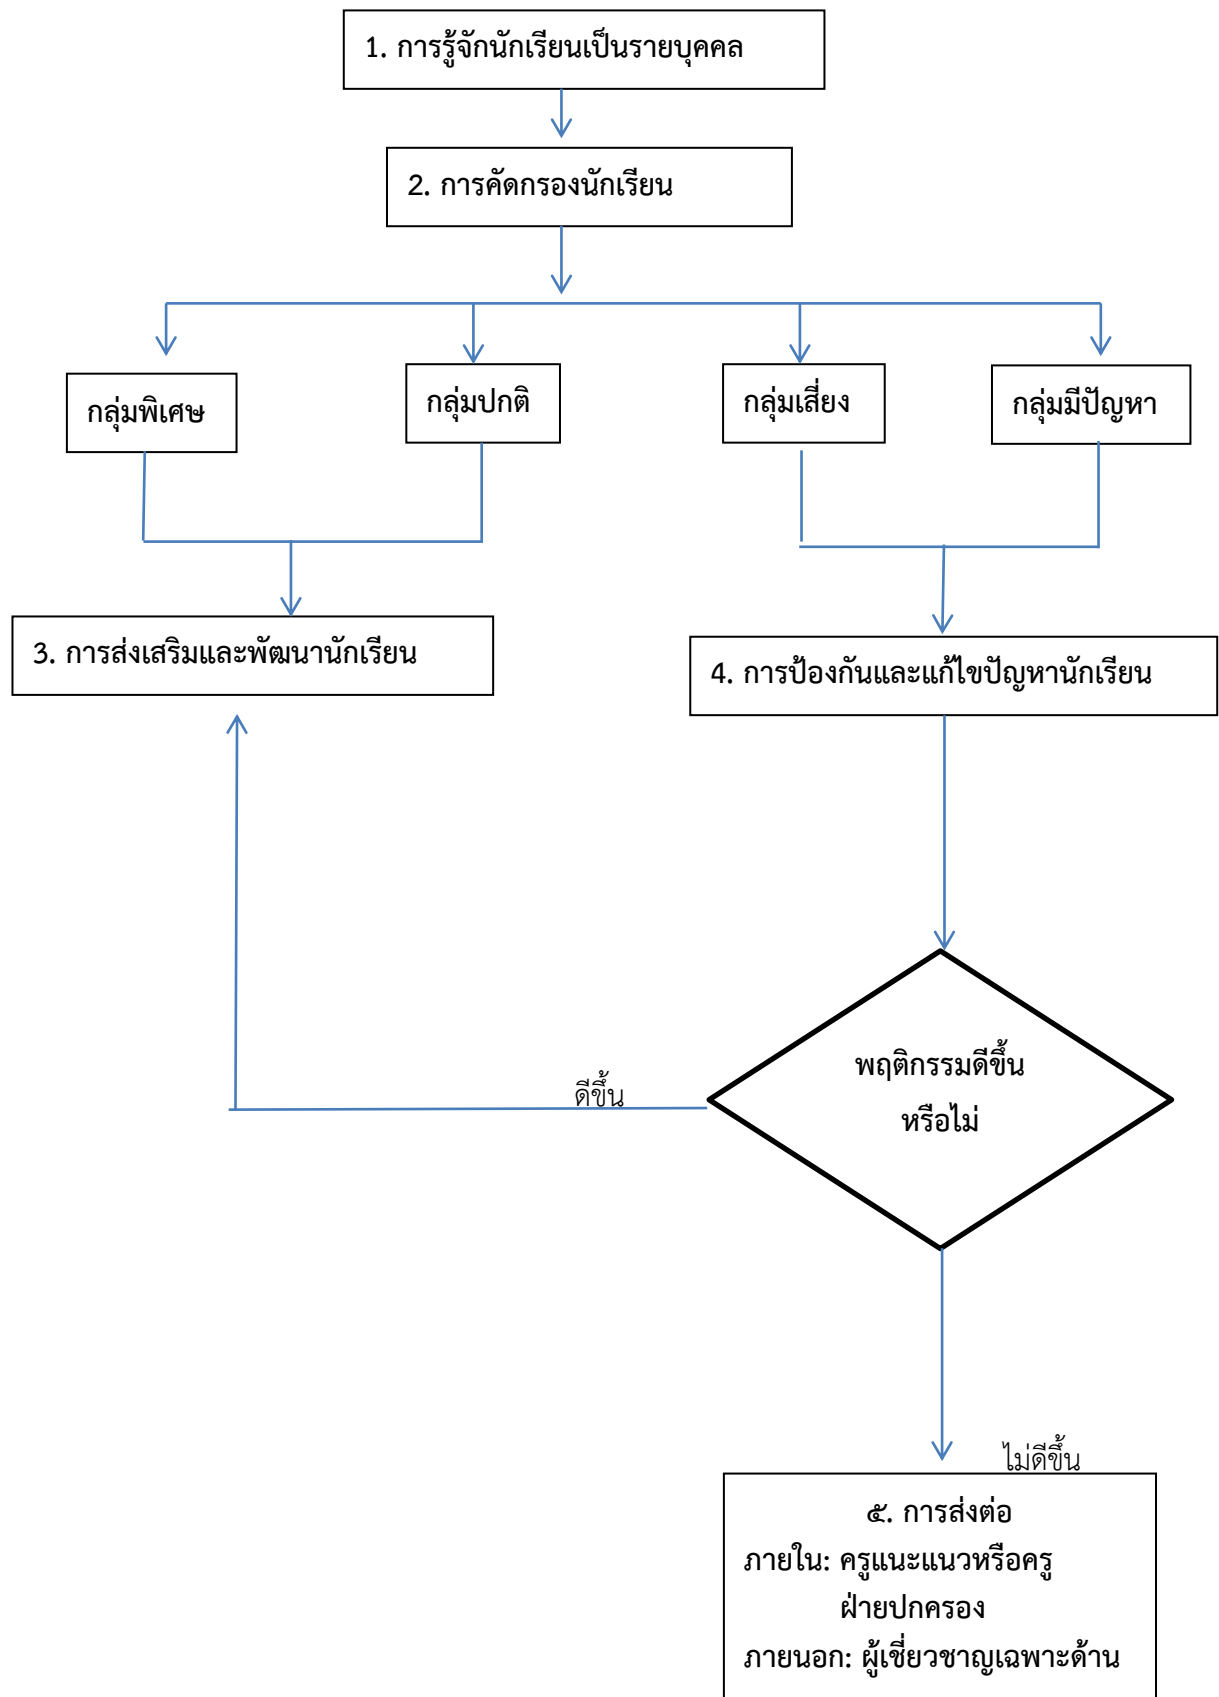 1. การรู้จักนักเรียนเป็นรายบุคคล
2. การคัดกรองนักเรียน
กลุ่มพิเศษ
กลุ่มปกติ
กลุ่มเสี่ยง
กลุ่มมีปัญหา
3. การส่งเสริมและพัฒนานักเรียน
4. การป้องกันและแก้ไขปัญหานักเรียน
พฤติกรรมดีขึ้น
หรือไม่
ดีขึ้น
ไม่ดีขึ้น
๕. การส่งต่อ
ภายใน: ครูแนะแนวหรือครู
ฝ่ายปกครอง
ภายนอก: ผู้เชี่ยวชาญเฉพาะด้าน